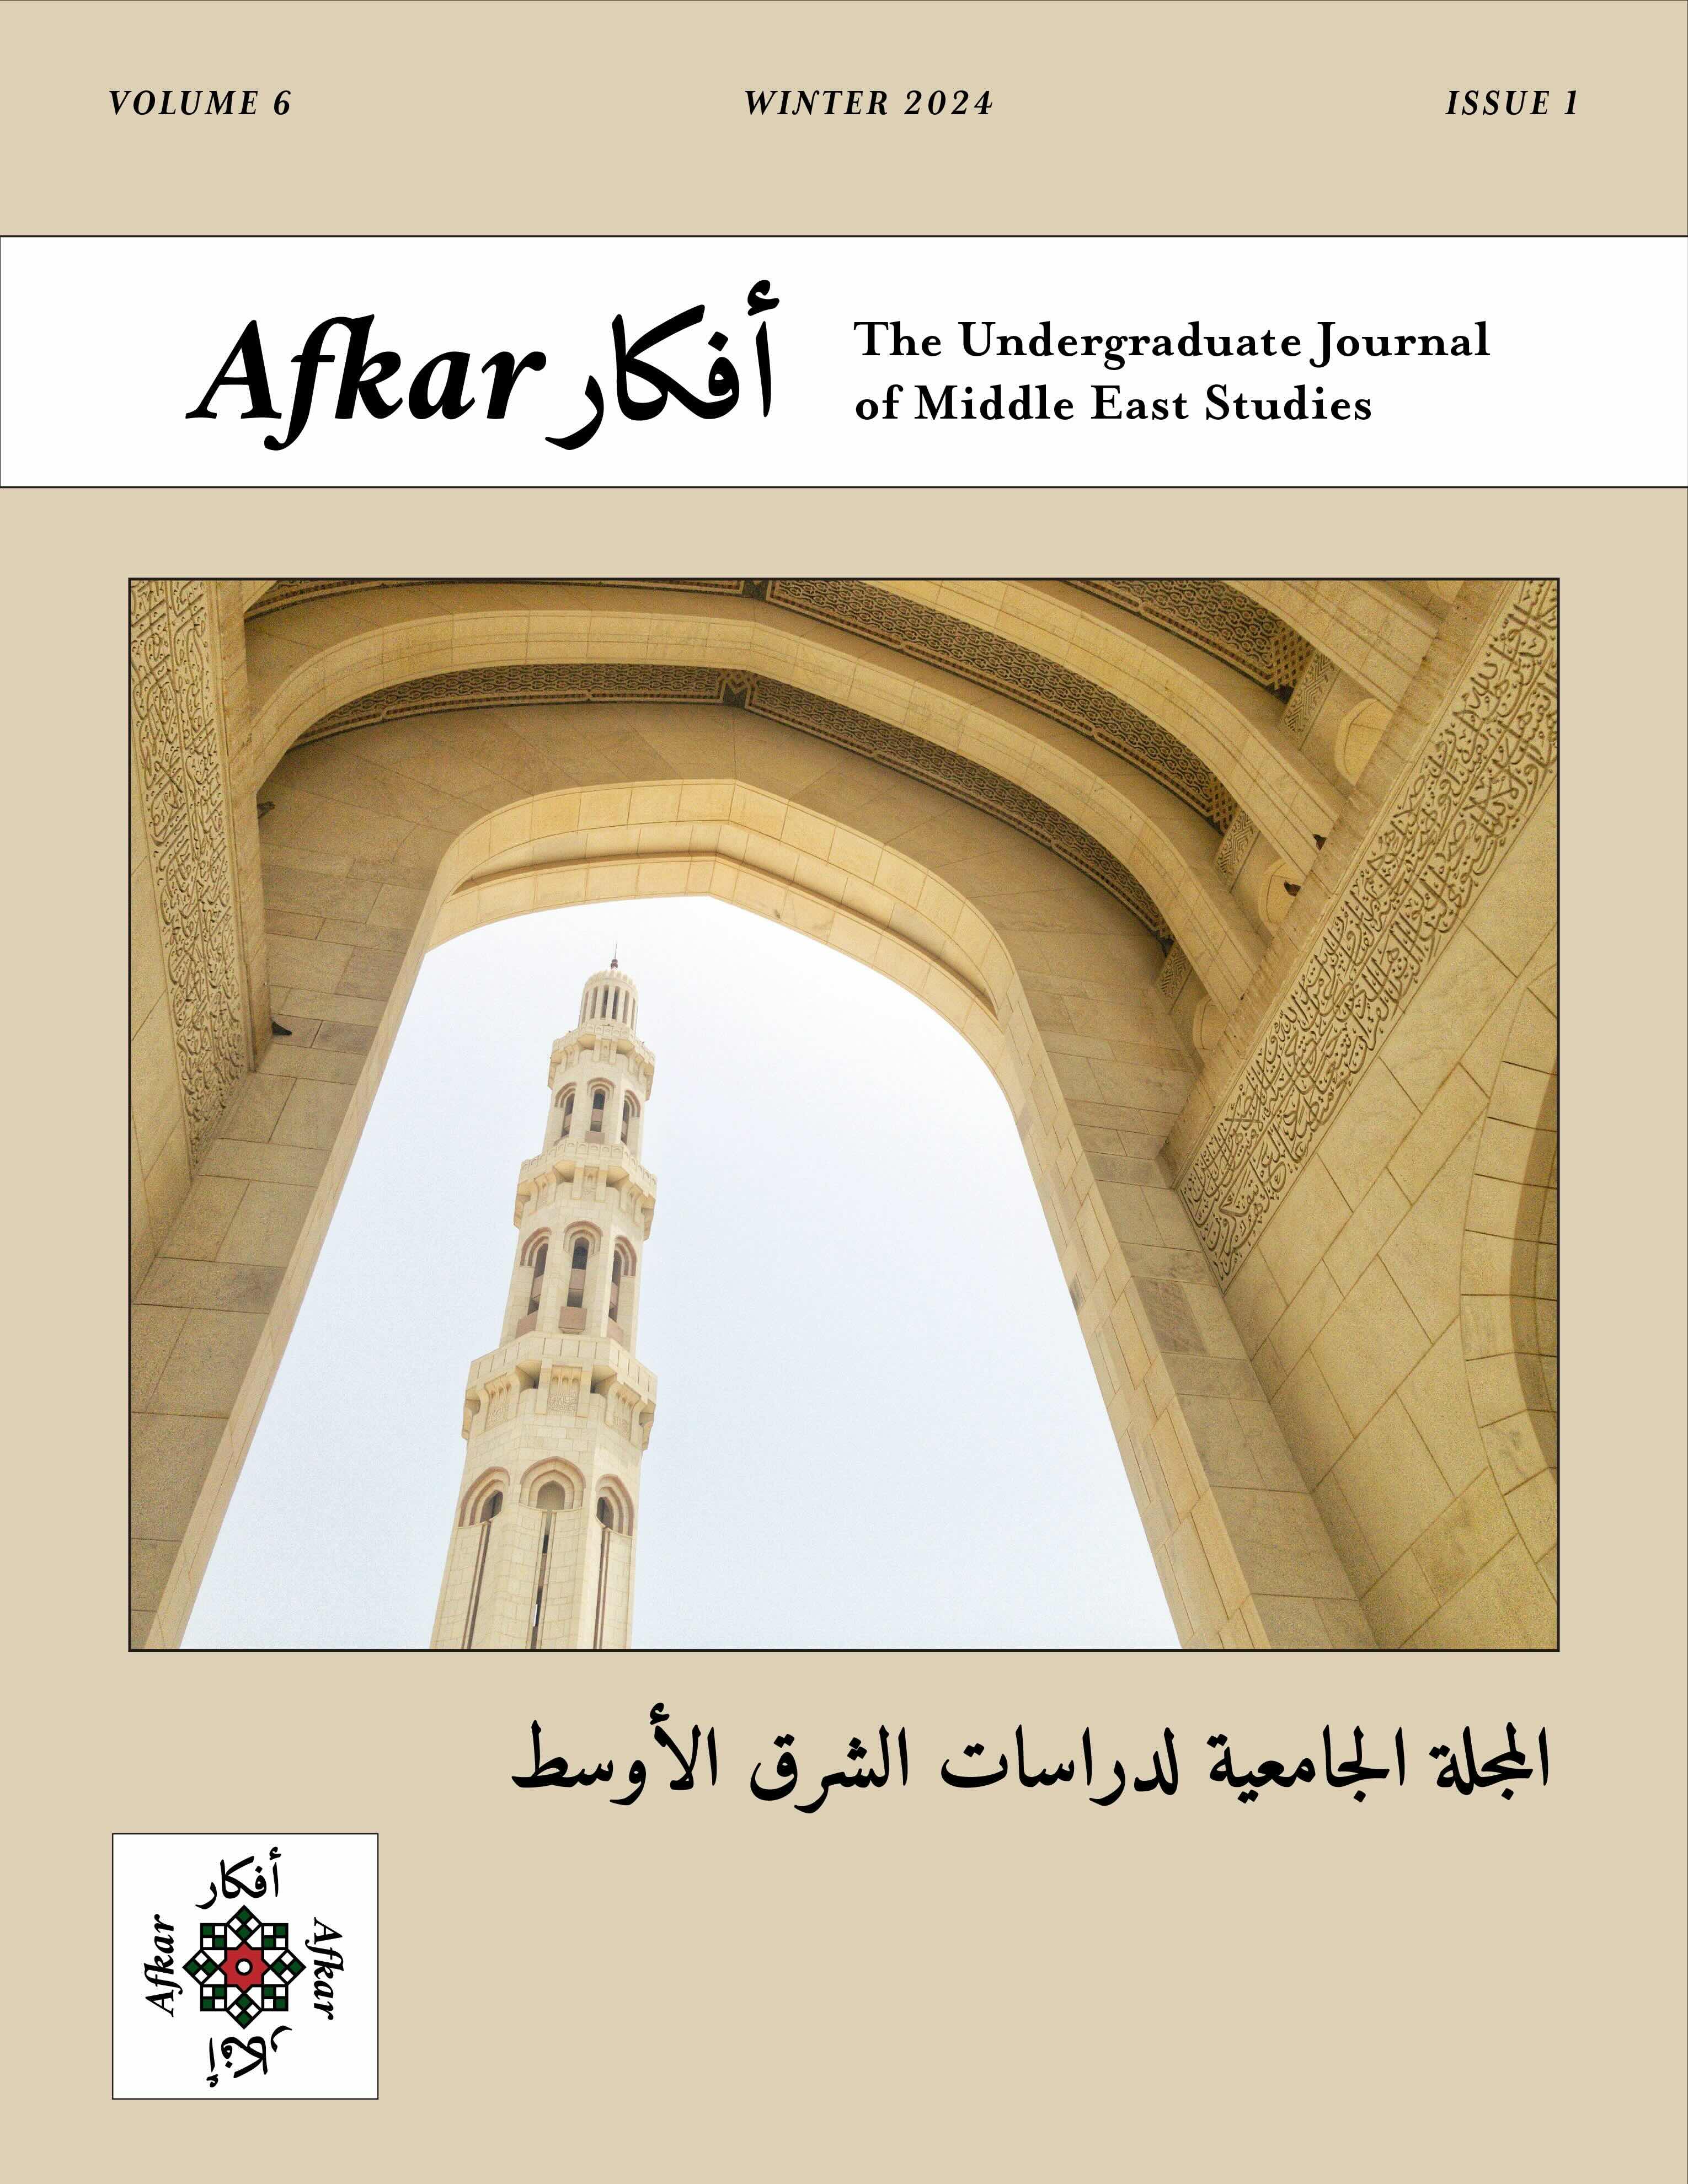 VOLUME 6 WINTER 2024 ISSUE 1
Afkar أفكار
The Undergraduate Journal
of Middle East Studies
المجلة الجامعية لدراسات الشرق الأوسط
أفكار
Afkar
Afkar
أفكار